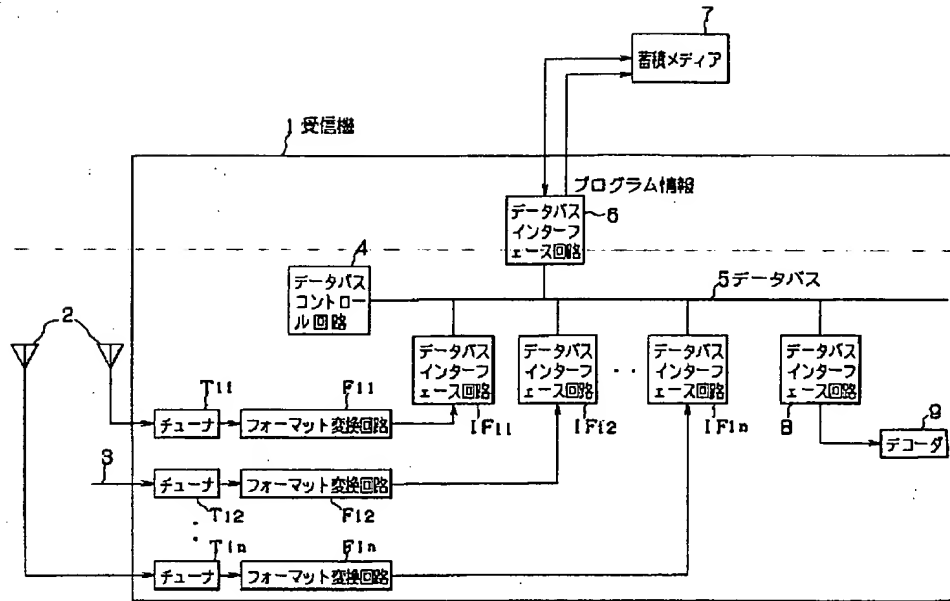 7
蓄積メディア
1 受信機
プログラム情報
データバス
インターフ
ェース回路
6
4
データバス
コントロー
ル回路
5データバス
2
データバス
インターフ
ェース回路
データバス
インターフ
ェース回路
データバス
インターフ
ェース回路
データバス
インターフ
ェース回路
T11
F11
IF11
IF12
IF1n
8
9
チューナ
フォーマット変換回路
デコーダ
3
チューナ
フォーマット変換回路
T12
F12
T1n
F1n
チューナ
フォーマット変換回路